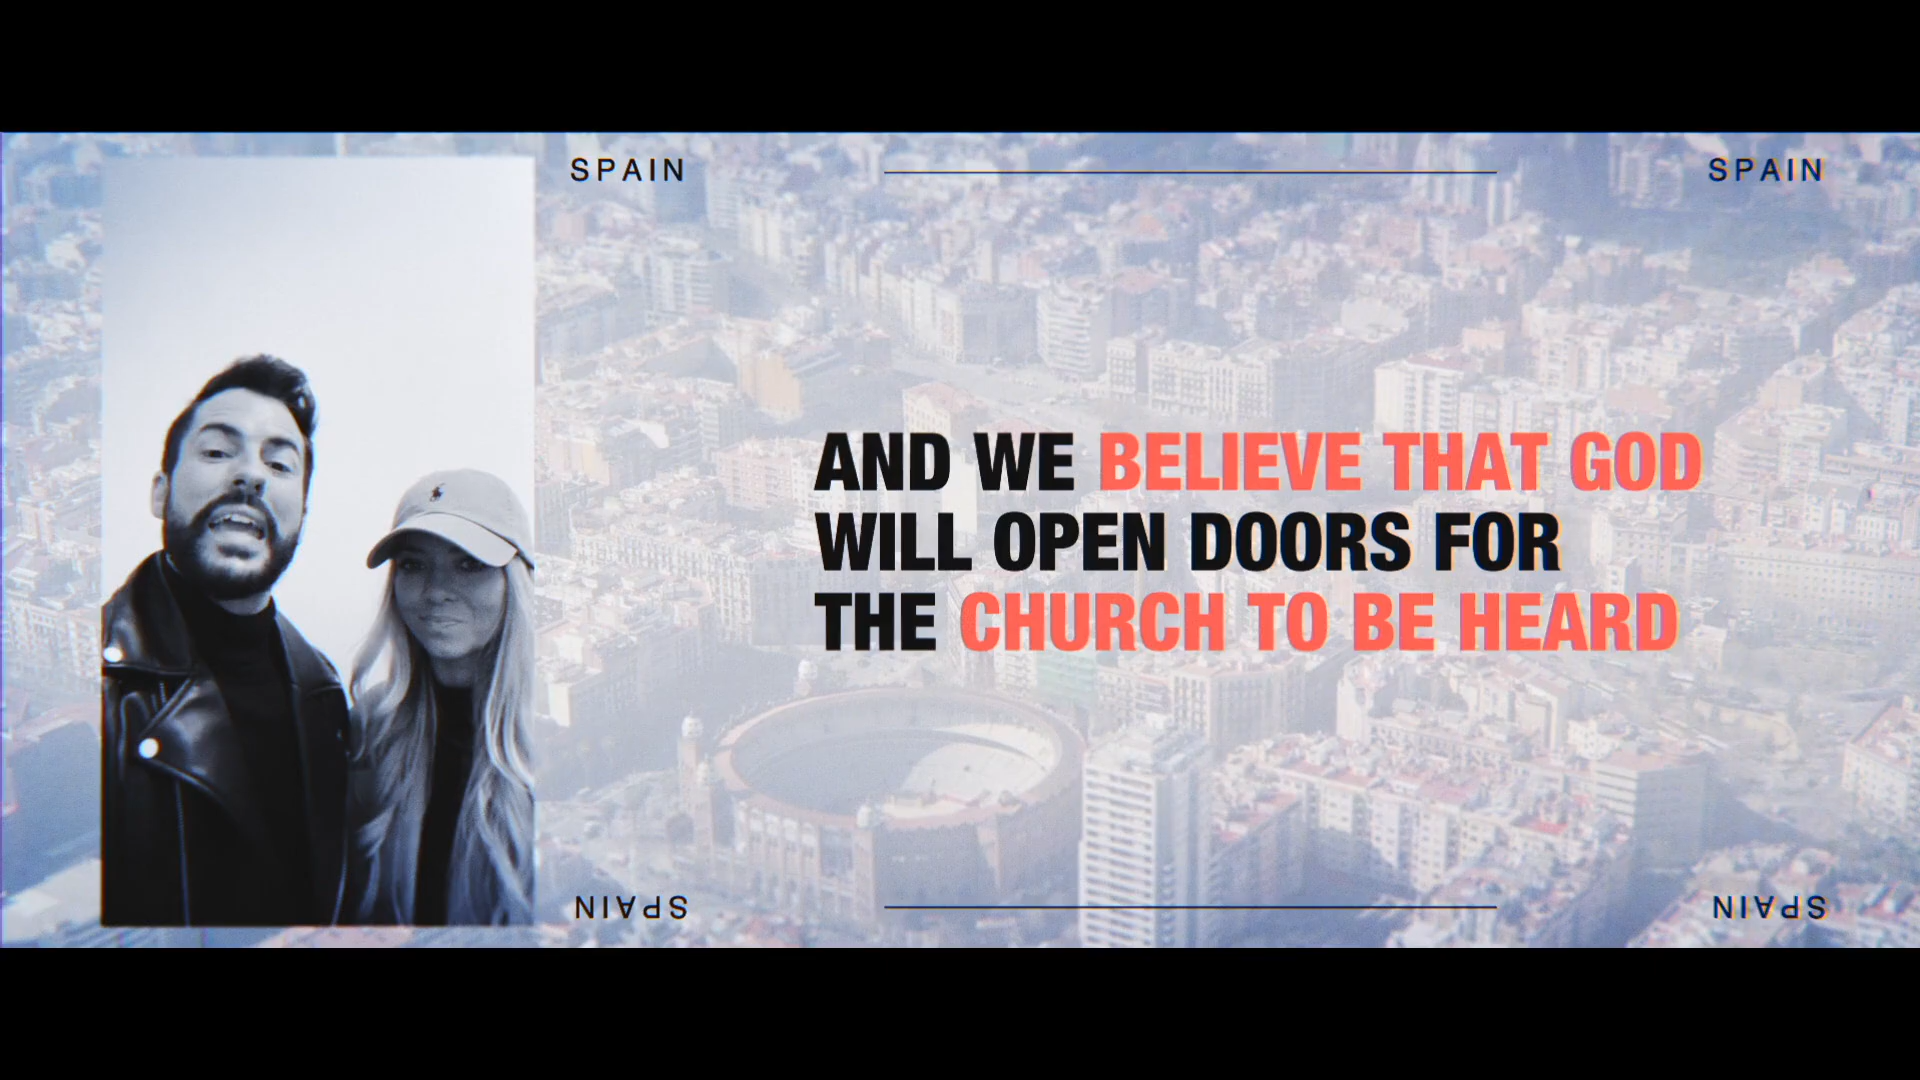 SPAIN SPAIN
AND WE BELIEVE THAT GOD
WILL OPEN DOORS FOR
THE CHURCH TO BE HEARD
SPAIN SPAIN